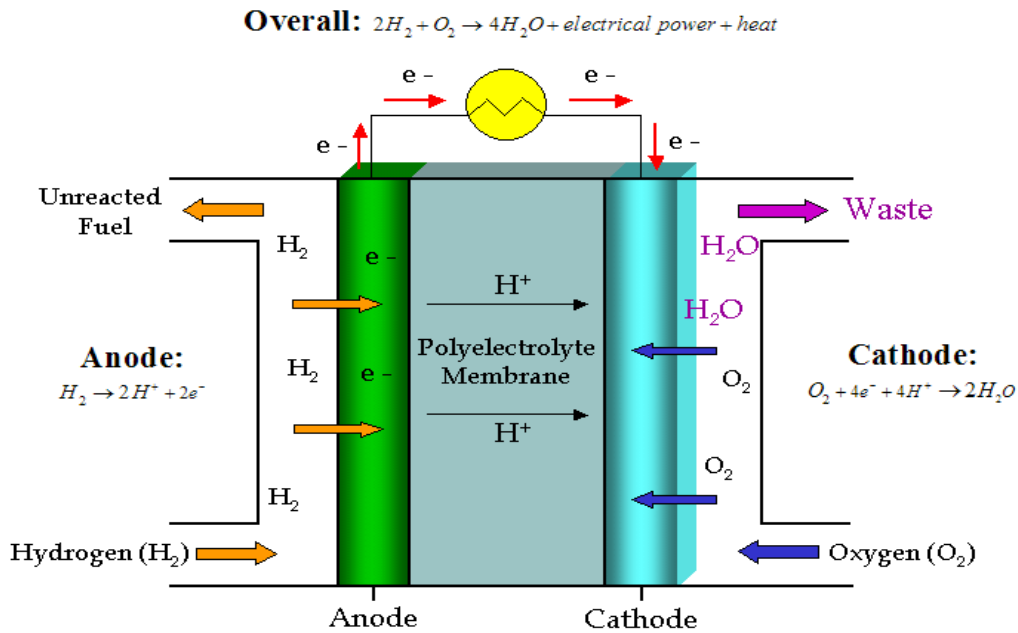 Overall: 2H₂ + O₂ → 4H₂O + electrical power + heat
e -
e -
e -
e -
Unreacted
Fuel
Waste
H₂
e -
H₂O
H⁺
H₂O
Anode:
H₂ → 2H⁺ + 2e⁻
H₂
e -
Polyelectrolyte
Membrane
O₂
Cathode:
O₂ + 4e⁻ + 4H⁺ → 2H₂O
H⁺
O₂
H₂
Hydrogen (H₂)
Oxygen (O₂)
Anode
Cathode